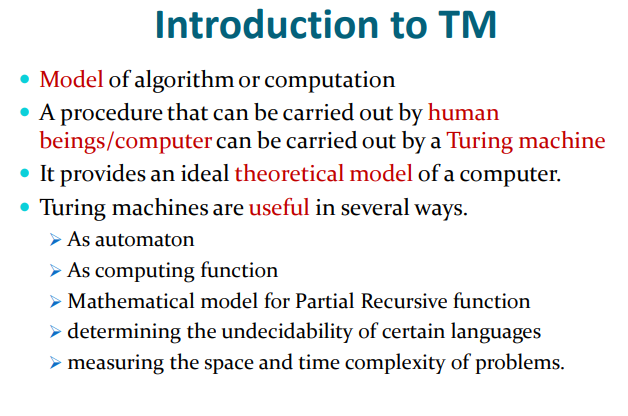 Introduction to TM
• Model of algorithm or computation
• A procedure that can be carried out by human
beings/computer can be carried out by a Turing machine
• It provides an ideal theoretical model of a computer.
• Turing machines are useful in several ways.
➢ As automaton
➢ As computing function
➢ Mathematical model for Partial Recursive function
➢ determining the undecidability of certain languages
➢ measuring the space and time complexity of problems.